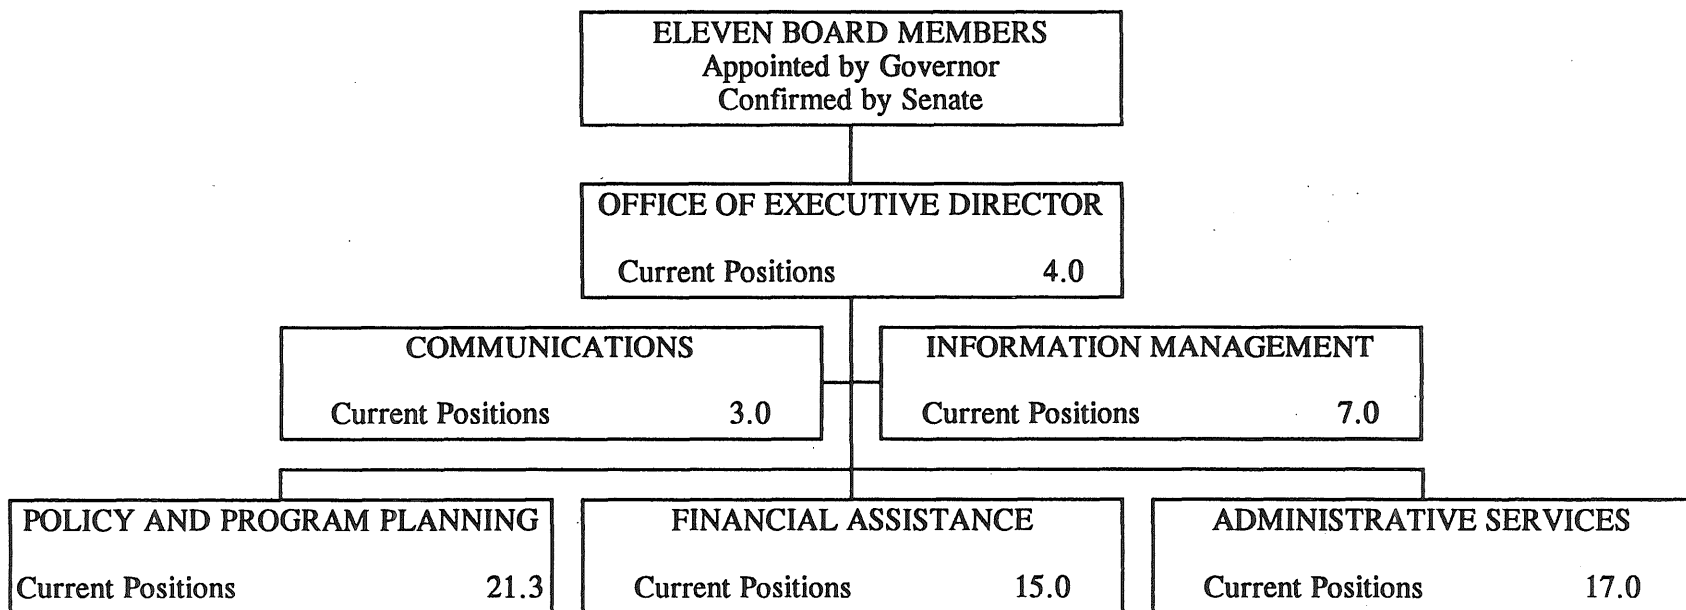 ELEVEN BOARD MEMBERS
Appointed by Governor
Confirmed by Senate
OFFICE OF EXECUTIVE DIRECTOR
Current Positions 4.0
COMMUNICATIONS
Current Positions 3.0
INFORMATION MANAGEMENT
Current Positions 7.0
POLICY AND PROGRAM PLANNING
Current Positions 21.3
FINANCIAL ASSISTANCE
Current Positions 15.0
ADMINISTRATIVE SERVICES
Current Positions 17.0